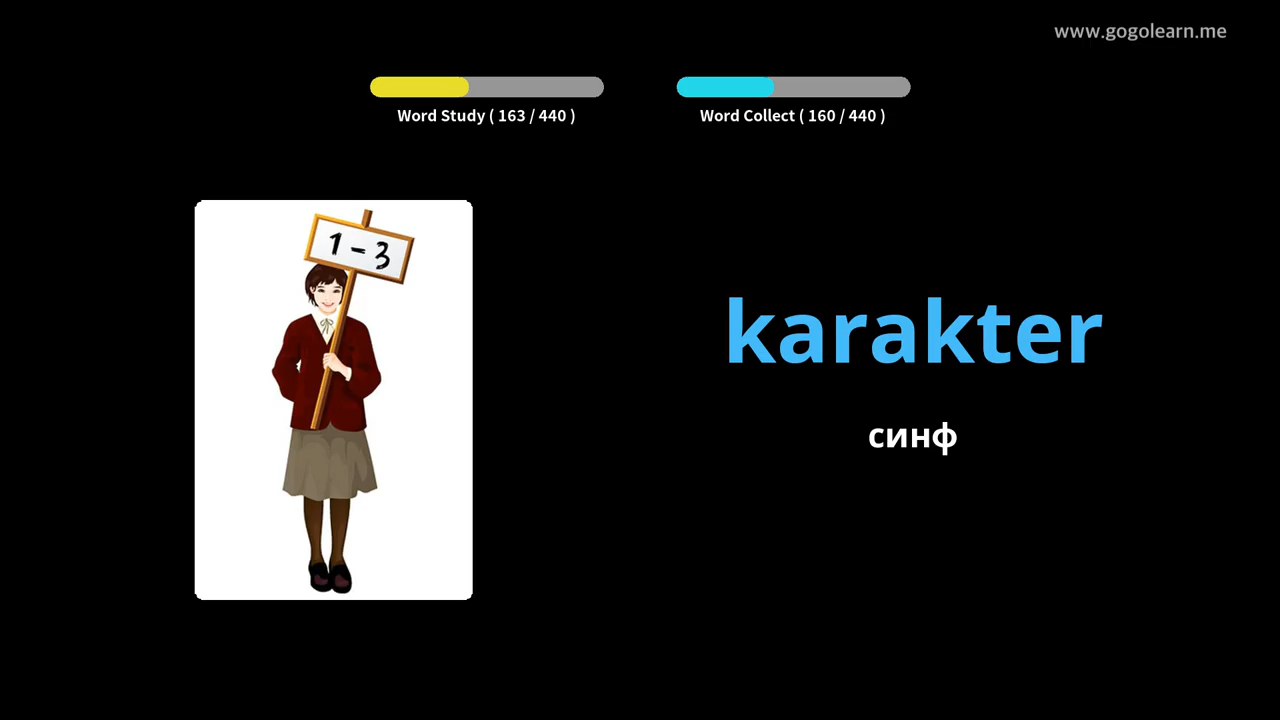 www.gogolearn.me
Word Study ( 163 / 440 )
Word Collect ( 160 / 440 )
1 - 3
karakter
синф